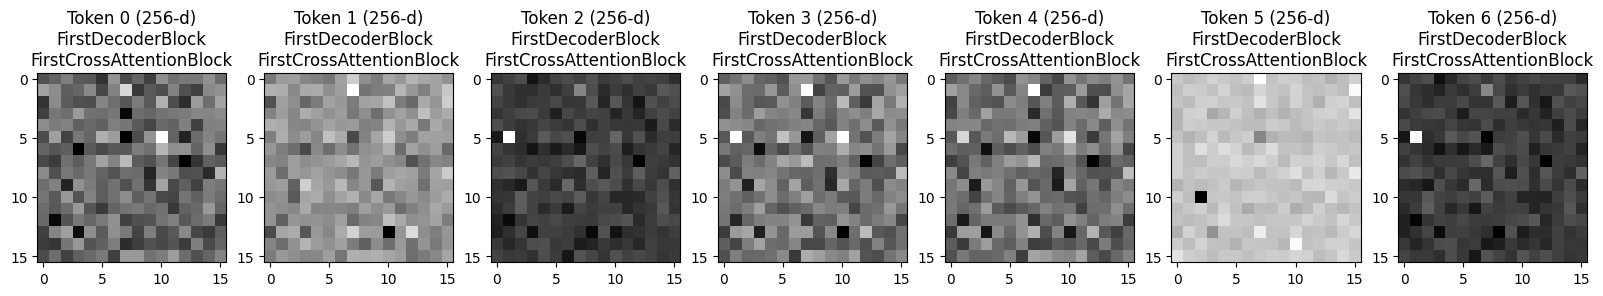 Token 0 (256-d)
FirstDecoderBlock
FirstCrossAttentionBlock
0
5
10
15
0 5 10 15
Token 1 (256-d)
FirstDecoderBlock
FirstCrossAttentionBlock
0
5
10
15
0 5 10 15
Token 2 (256-d)
FirstDecoderBlock
FirstCrossAttentionBlock
0
5
10
15
0 5 10 15
Token 3 (256-d)
FirstDecoderBlock
FirstCrossAttentionBlock
0
5
10
15
0 5 10 15
Token 4 (256-d)
FirstDecoderBlock
FirstCrossAttentionBlock
0
5
10
15
0 5 10 15
Token 5 (256-d)
FirstDecoderBlock
FirstCrossAttentionBlock
0
5
10
15
0 5 10 15
Token 6 (256-d)
FirstDecoderBlock
FirstCrossAttentionBlock
0
5
10
15
0 5 10 15